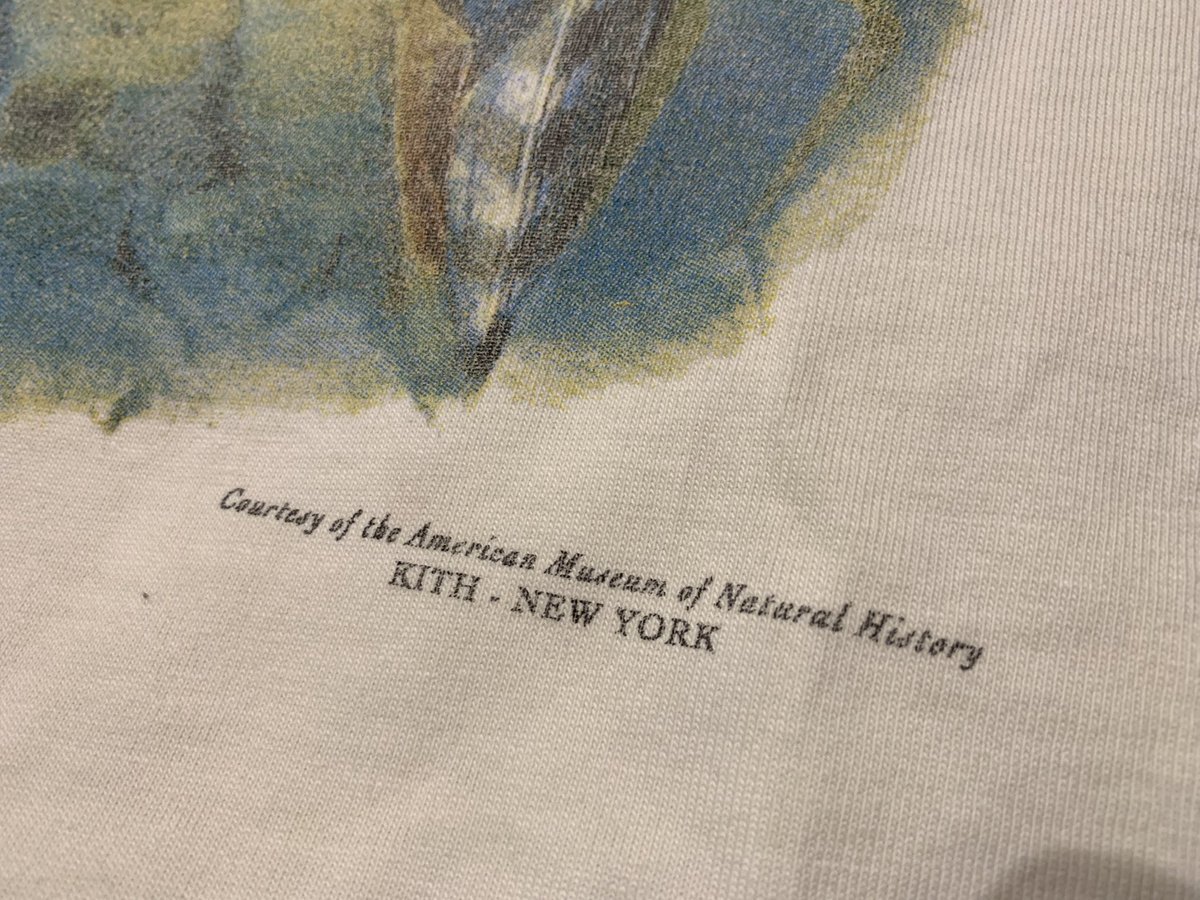 Courtesy of the American Museum of Natural History
KITH - NEW YORK